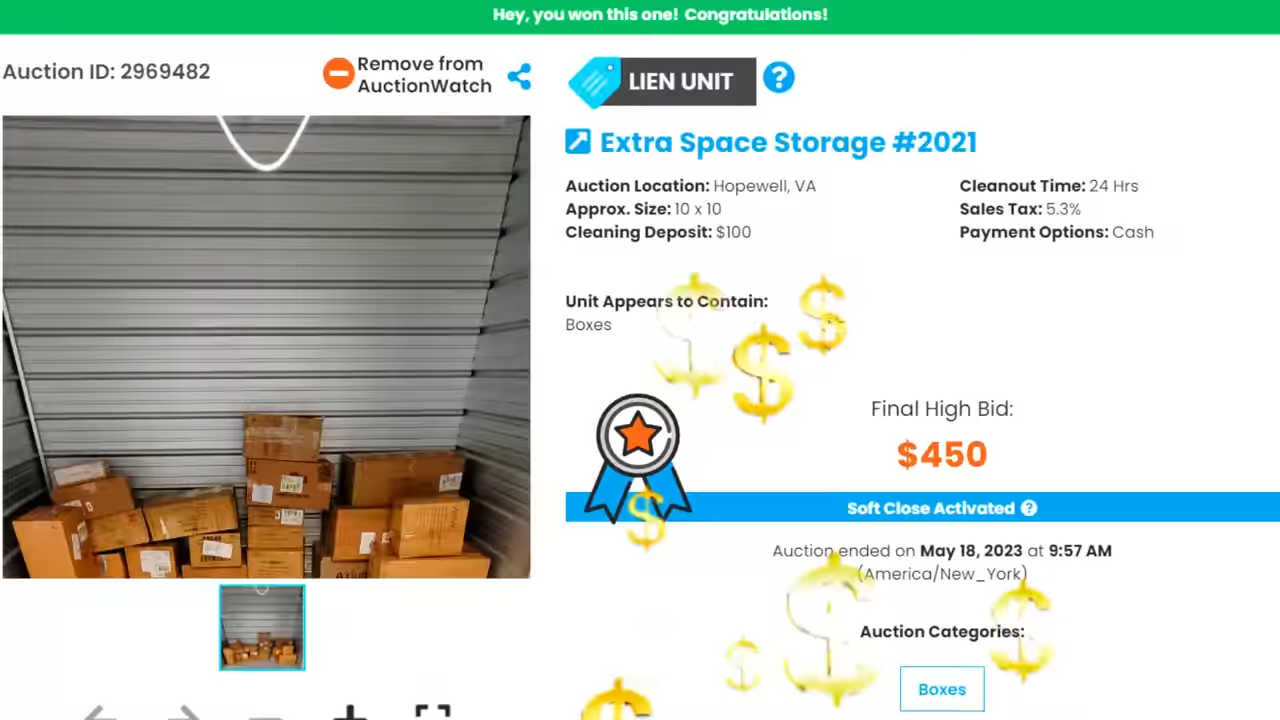 Hey, you won this one! Congratulations!
Auction ID: 2969482
Remove from
AuctionWatch
LIEN UNIT
?
Extra Space Storage #2021
Auction Location: Hopewell, VA
Approx. Size: 10 x 10
Cleaning Deposit: $100
Cleanout Time: 24 Hrs
Sales Tax: 5.3%
Payment Options: Cash
Unit Appears to Contain:
Boxes
Final High Bid:
$450
Soft Close Activated ?
Auction ended on May 18, 2023 at 9:57 AM
(America/New_York)
Auction Categories:
Boxes